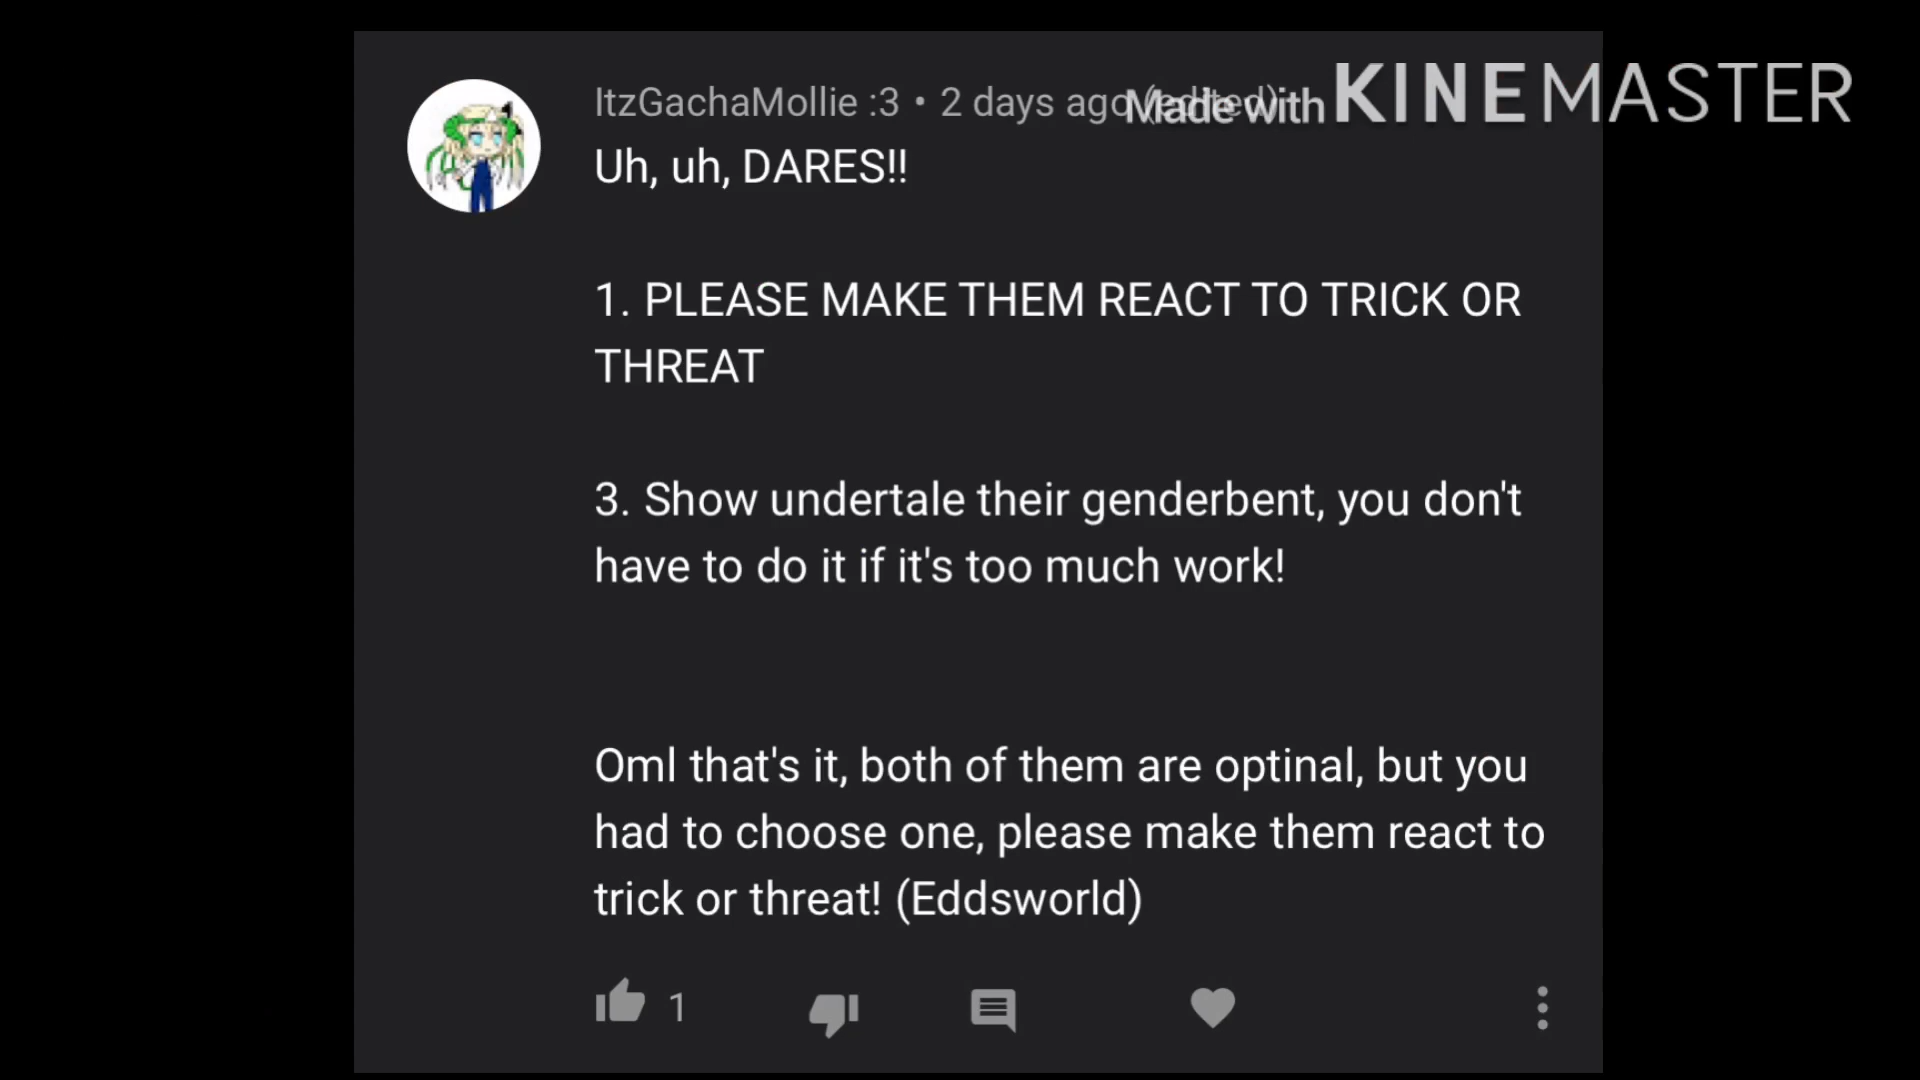 ItzGachaMollie :3 • 2 days ago (edited)
Made with KINEMASTER
Uh, uh, DARES!!
1. PLEASE MAKE THEM REACT TO TRICK OR
THREAT
3. Show undertale their genderbent, you don't
have to do it if it's too much work!
Oml that's it, both of them are optinal, but you
had to choose one, please make them react to
trick or threat! (Eddsworld)
1